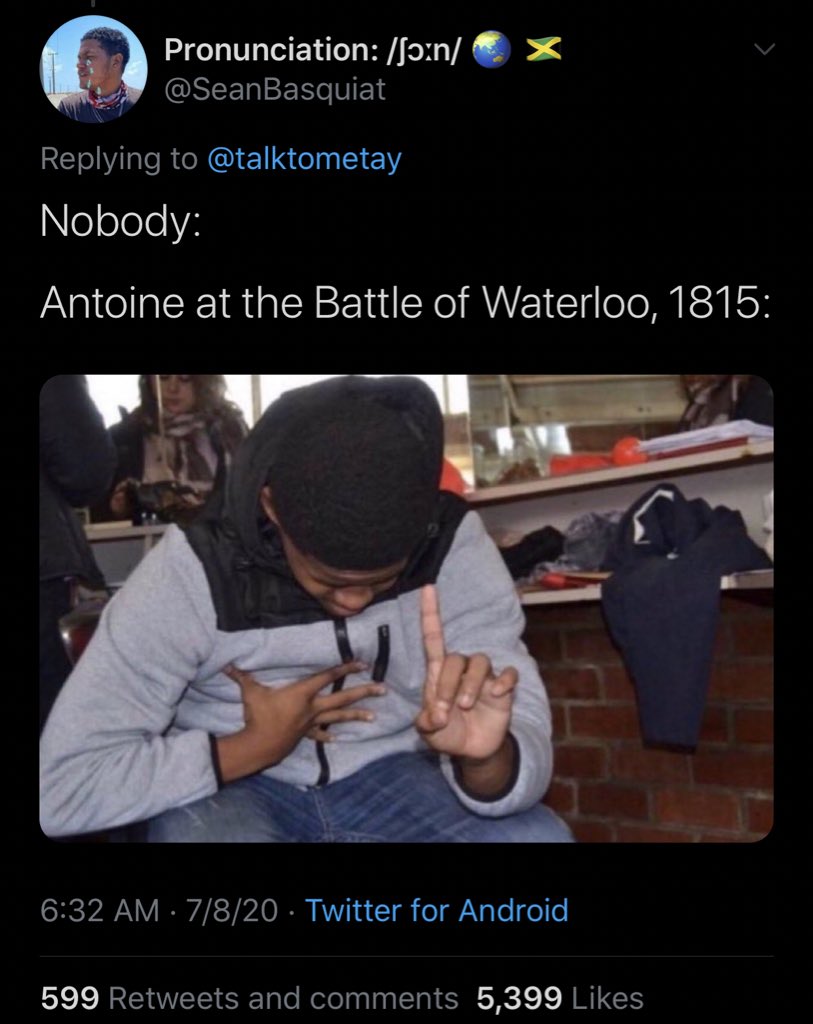 Pronunciation: /ʃɔːn/ 🌏 🇯🇲
@SeanBasquiat
Replying to @talktometay
Nobody:
Antoine at the Battle of Waterloo, 1815:
6:32 AM · 7/8/20 · Twitter for Android
599 Retweets and comments 5,399 Likes